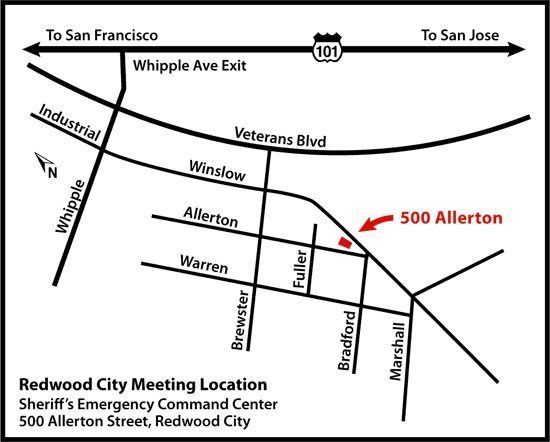 To San Francisco
To San Jose
101
Whipple Ave Exit
Industrial
Veterans Blvd
N
Whipple
Winslow
Allerton
500 Allerton
Warren
Fuller
Brewster
Bradford
Marshall
Redwood City Meeting Location
Sheriff's Emergency Command Center
500 Allerton Street, Redwood City